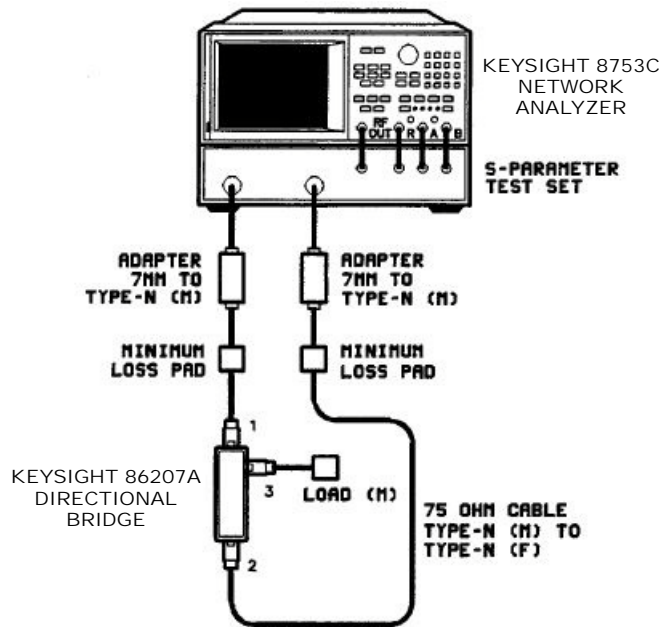 KEYSIGHT 8753C
NETWORK
ANALYZER
RF
OUT R A B
S-PARAMETER
TEST SET
ADAPTER
7MM TO
TYPE-N (M)
ADAPTER
7MM TO
TYPE-N (M)
MINIMUM
LOSS PAD
MINIMUM
LOSS PAD
1
3
LOAD (M)
KEYSIGHT 86207A
DIRECTIONAL
BRIDGE
2
75 OHM CABLE
TYPE-N (M) TO
TYPE-N (F)